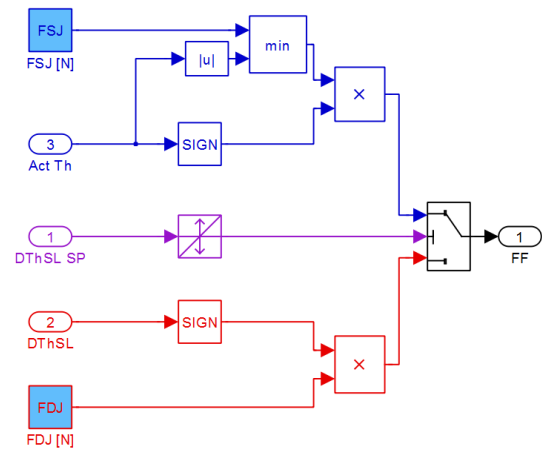 FSJ
FSJ [N]
|u|
min
×
3
Act Th
SIGN
1
DThSL SP
1
FF
2
DThSL
SIGN
×
FDJ
FDJ [N]